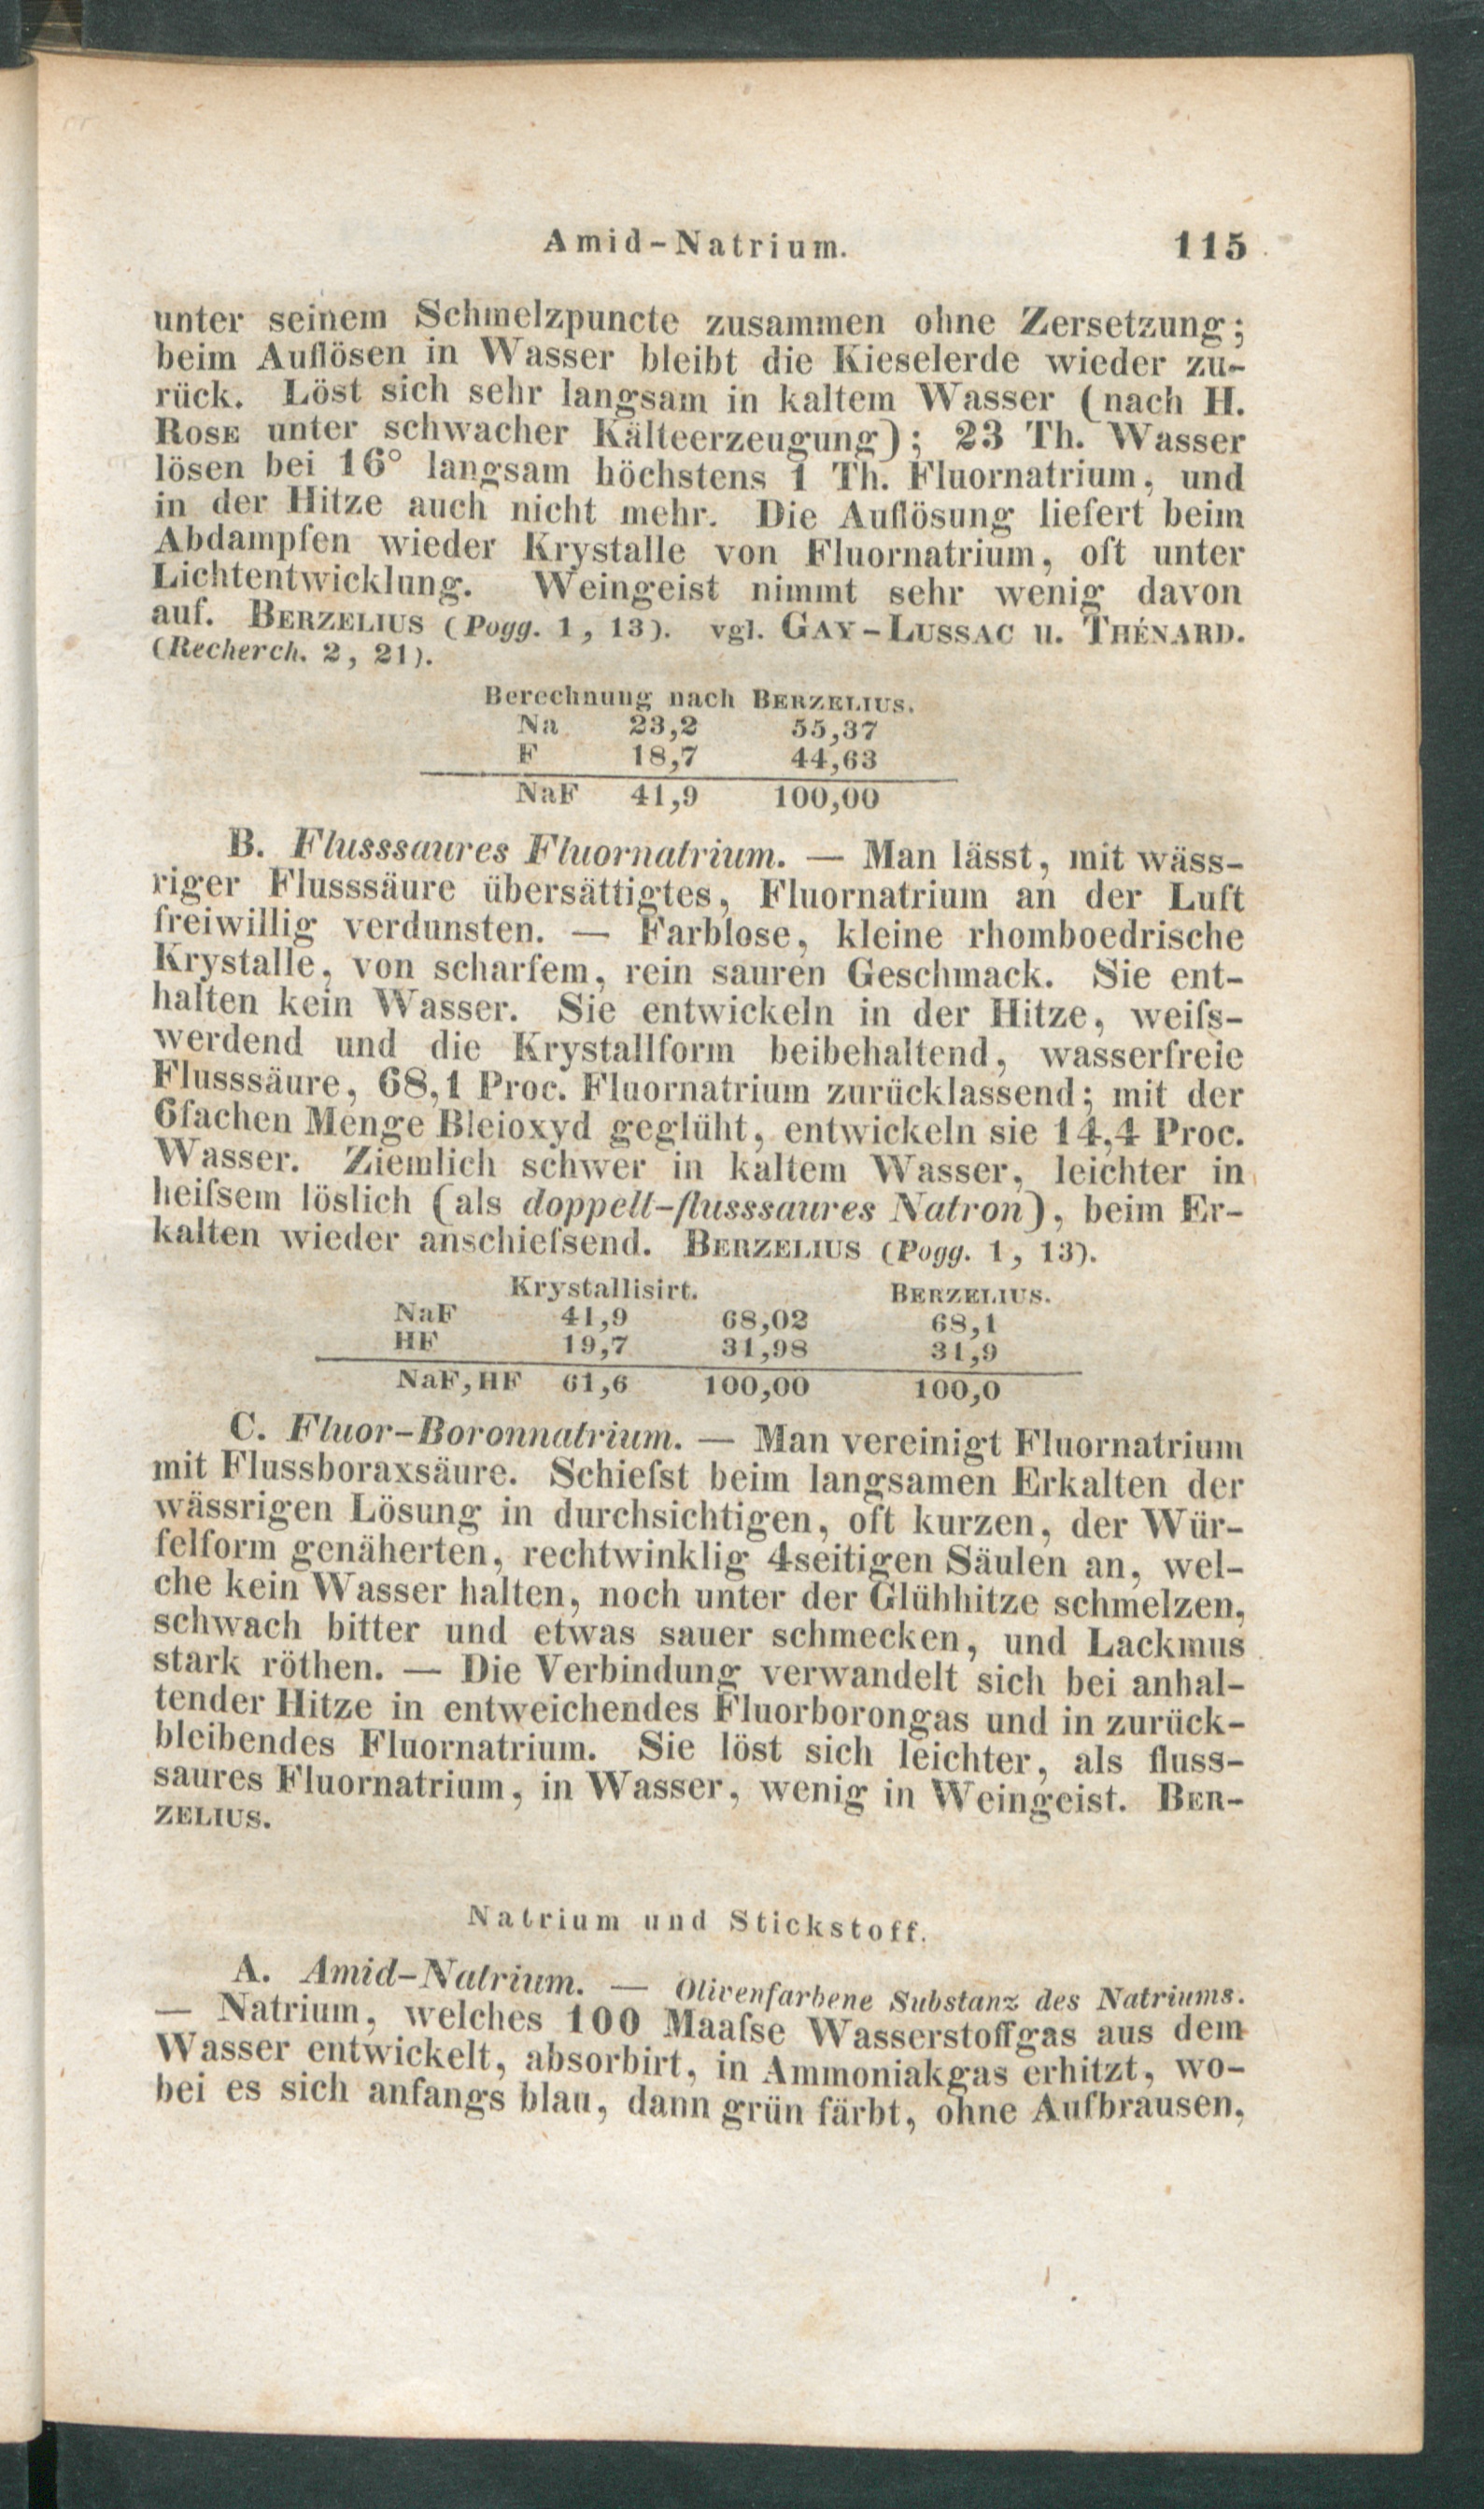 Amid-Natrium. 115
unter seinem Schmelzpuncte zusammen ohne Zersetzung;
beim Auflösen in Wasser bleibt die Kieselerde wieder zu-
rück. Löst sich sehr langsam in kaltem Wasser (nach H.
ROSE unter schwacher Kälteerzeugung); 23 Th. Wasser
lösen bei 16° langsam höchstens 1 Th. Fluornatrium, und
in der Hitze auch nicht mehr. Die Auflösung liefert beim
Abdampfen wieder Krystalle von Fluornatrium, oft unter
Lichtentwicklung. Weingeist nimmt sehr wenig davon
auf. BERZELIUS (Pogg. 1, 13). vgl. GAY-LUSSAC u. THÉNARD.
(Recherch. 2, 21).
Berechnung nach BERZELIUS.
Na 23,2 55,37
F 18,7 44,63
NaF 41,9 100,00
B. Flusssaures Fluornatrium. — Man lässt, mit wäss-
riger Flusssäure übersättigtes, Fluornatrium an der Luft
freiwillig verdunsten. — Farblose, kleine rhomboedrische
Krystalle, von scharfem, rein sauren Geschmack. Sie ent-
halten kein Wasser. Sie entwickeln in der Hitze, weiſs-
werdend und die Krystallform beibehaltend, wasserfreie
Flusssäure, 68,1 Proc. Fluornatrium zurücklassend; mit der
6fachen Menge Bleioxyd geglüht, entwickeln sie 14,4 Proc.
Wasser. Ziemlich schwer in kaltem Wasser, leichter in
heiſsem löslich (als doppelt-flusssaures Natron), beim Er-
kalten wieder anschieſsend. BERZELIUS (Pogg. 1, 13).
Krystallisirt. BERZELIUS.
NaF 41,9 68,02 68,1
HF 19,7 31,98 31,9
NaF,HF 61,6 100,00 100,0
C. Fluor-Boronnatrium. — Man vereinigt Fluornatrium
mit Flussboraxsäure. Schieſst beim langsamen Erkalten der
wässrigen Lösung in durchsichtigen, oft kurzen, der Wür-
felform genäherten, rechtwinklig 4seitigen Säulen an, wel-
che kein Wasser halten, noch unter der Glühhitze schmelzen,
schwach bitter und etwas sauer schmecken, und Lackmus
stark röthen. — Die Verbindung verwandelt sich bei anhal-
tender Hitze in entweichendes Fluorborongas und in zurück-
bleibendes Fluornatrium. Sie löst sich leichter, als fluss-
saures Fluornatrium, in Wasser, wenig in Weingeist. BER-
ZELIUS.
Natrium und Stickstoff.
A. Amid-Natrium. — Olivenfarbene Substanz des Natriums.
— Natrium, welches 100 Maaſse Wasserstoffgas aus dem
Wasser entwickelt, absorbirt, in Ammoniakgas erhitzt, wo-
bei es sich anfangs blau, dann grün färbt, ohne Aufbrausen,